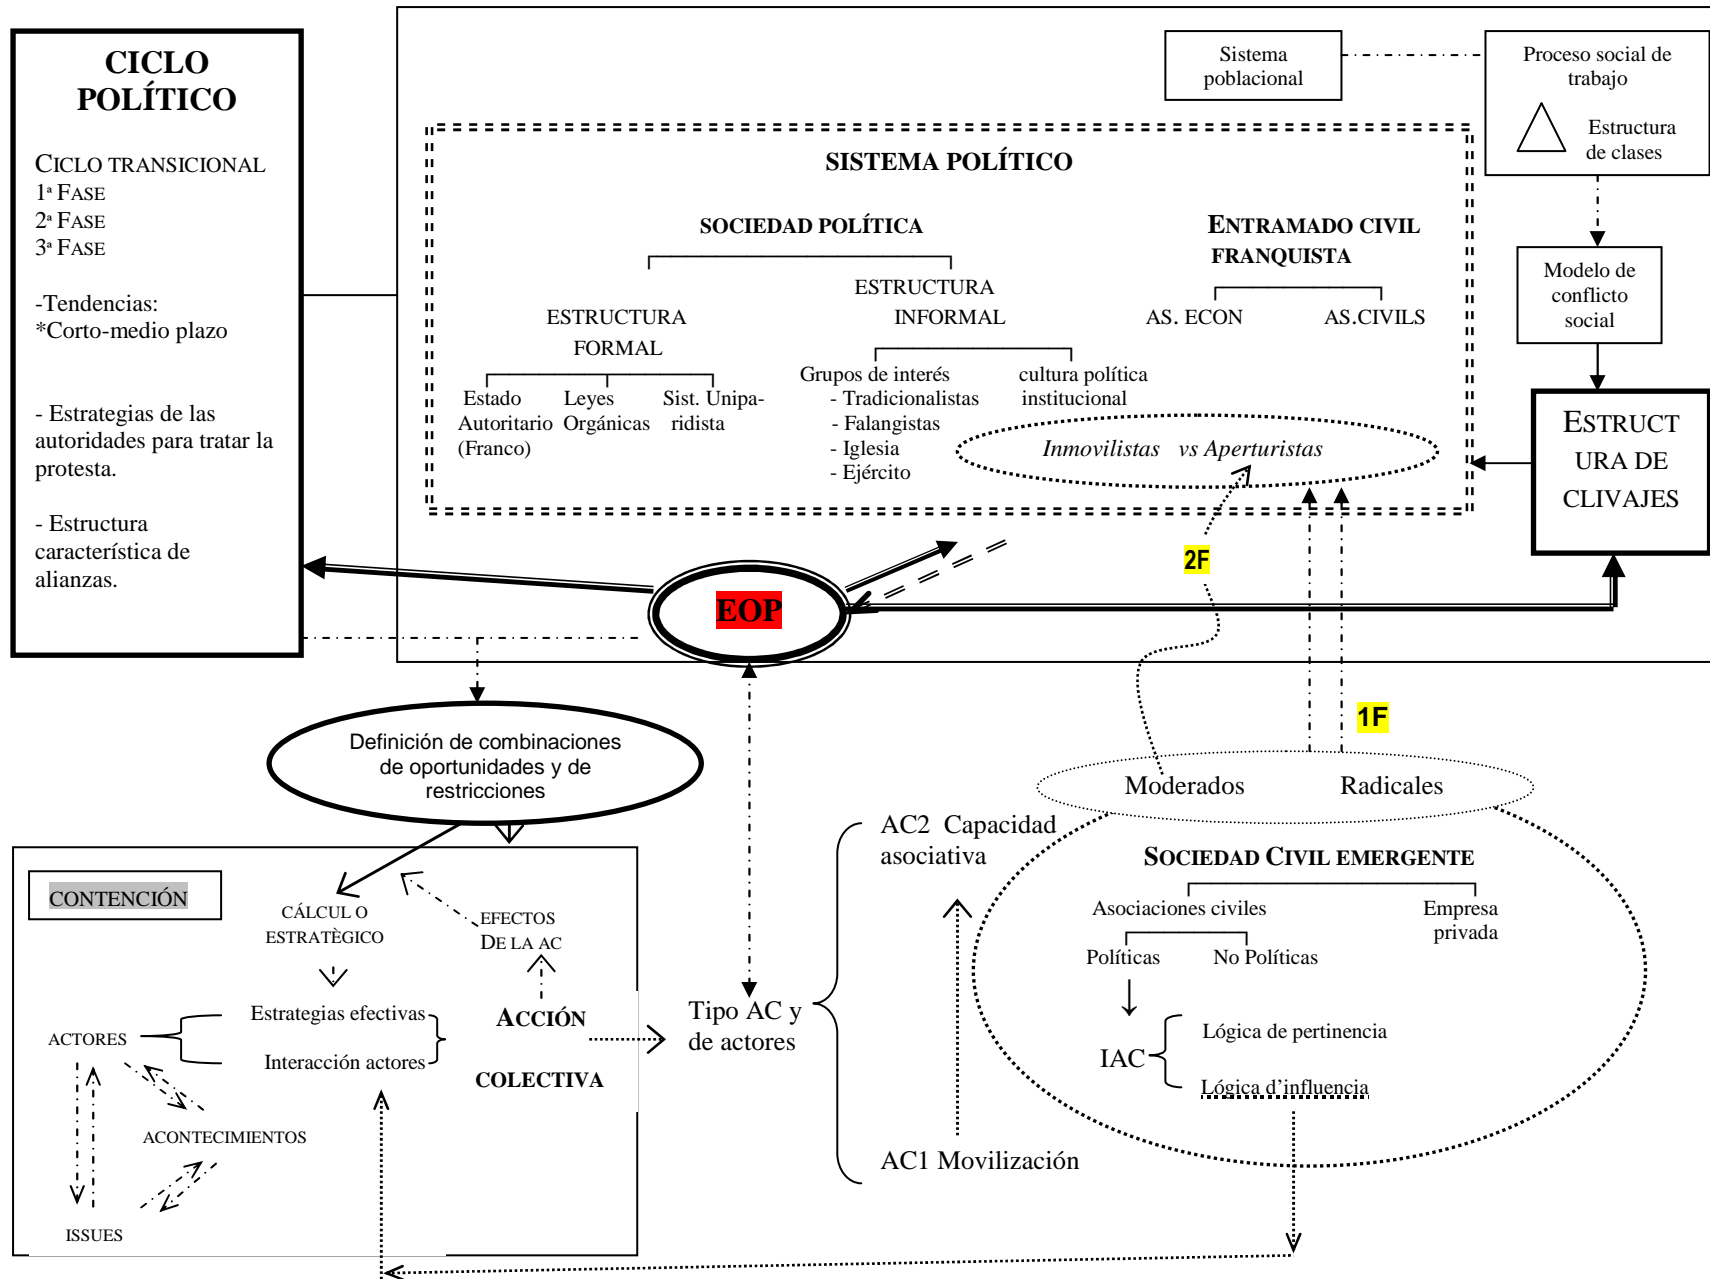 CICLO
POLÍTICO
CICLO TRANSICIONAL
1ª FASE
2ª FASE
3ª FASE
-Tendencias:
*Corto-medio plazo
- Estrategias de las
autoridades para tratar la
protesta.
- Estructura
característica de
alianzas.
Sistema
poblacional
Proceso social de
trabajo
Estructura
de clases
Modelo de
conflicto
social
ESTRUCT
URA DE
CLIVAJES
SISTEMA POLÍTICO
SOCIEDAD POLÍTICA
ENTRAMADO CIVIL
FRANQUISTA
ESTRUCTURA
FORMAL
ESTRUCTURA
INFORMAL
AS. ECON
AS.CIVILS
Estado
Autoritario
(Franco)
Leyes
Orgánicas
Sist. Unipa-
ridista
Grupos de interés
- Tradicionalistas
- Falangistas
- Iglesia
- Ejército
cultura política
institucional
Inmovilistas vs Aperturistas
2F
EOP
1F
Definición de combinaciones
de oportunidades y de
restricciones
Moderados
Radicales
CONTENCIÓN
CÁLCUL O
ESTRATÈGICO
EFECTOS
DE LA AC
Estrategias efectivas
Interacción actores
ACTORES
ACCIÓN
COLECTIVA
ACONTECIMIENTOS
ISSUES
Tipo AC y
de actores
AC2 Capacidad
asociativa
AC1 Movilización
SOCIEDAD CIVIL EMERGENTE
Asociaciones civiles
Empresa
privada
Políticas
No Políticas
IAC
Lógica de pertinencia
Lógica d'influencia